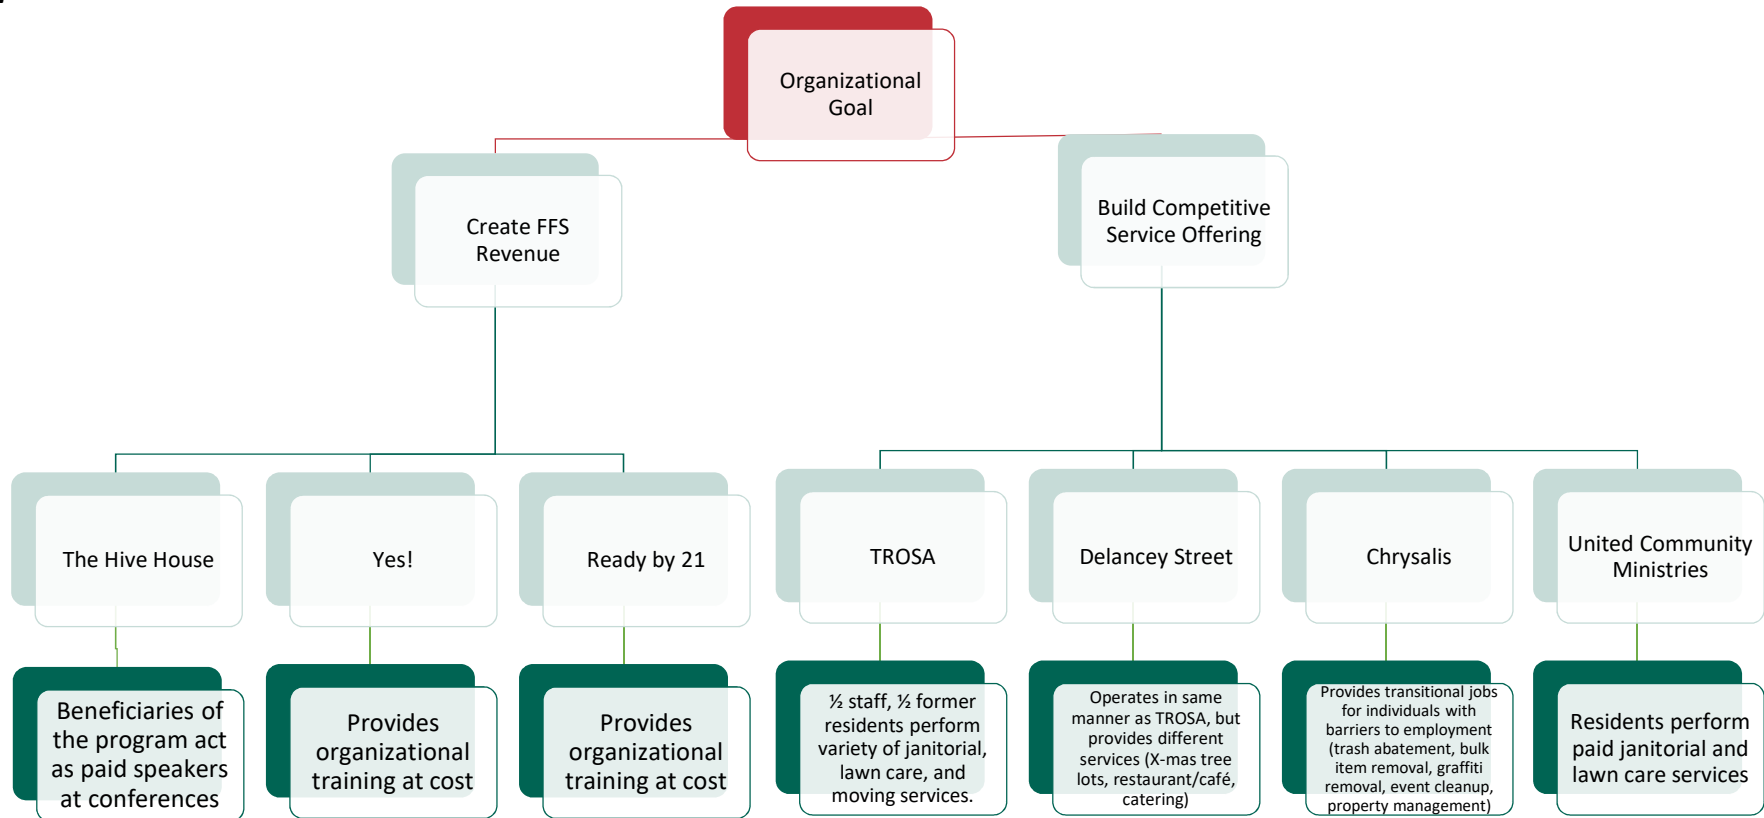 Organizational
Goal
Create FFS
Revenue
Build Competitive
Service Offering
The Hive House
Yes!
Ready by 21
TROSA
Delancey Street
Chrysalis
United Community
Ministries
Beneficiaries of
the program act
as paid speakers
at conferences
Provides
organizational
training at cost
Provides
organizational
training at cost
½ staff, ½ former
residents perform
variety of janitorial,
lawn care, and
moving services.
Operates in same
manner as TROSA, but
provides different
services (X-mas tree
lots, restaurant/café,
catering)
Provides transitional jobs
for individuals with
barriers to employment
(trash abatement, bulk
item removal, graffiti
removal, event cleanup,
property management)
Residents perform
paid janitorial and
lawn care services